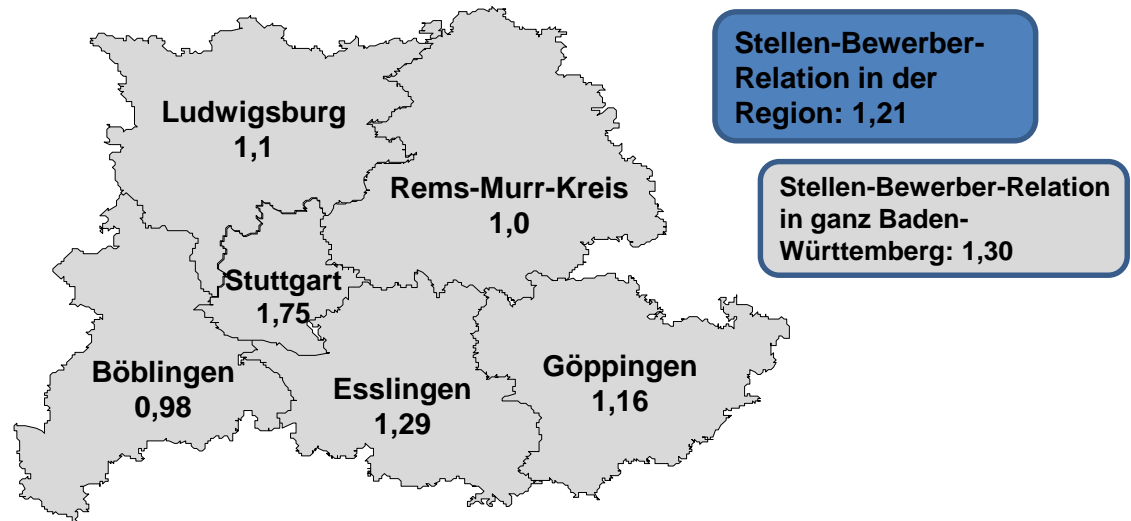 Stellen-Bewerber-
Relation in der
Region: 1,21
Stellen-Bewerber-Relation
in ganz Baden-
Württemberg: 1,30
Ludwigsburg
1,1
Rems-Murr-Kreis
1,0
Stuttgart
1,75
Böblingen
0,98
Esslingen
1,29
Göppingen
1,16